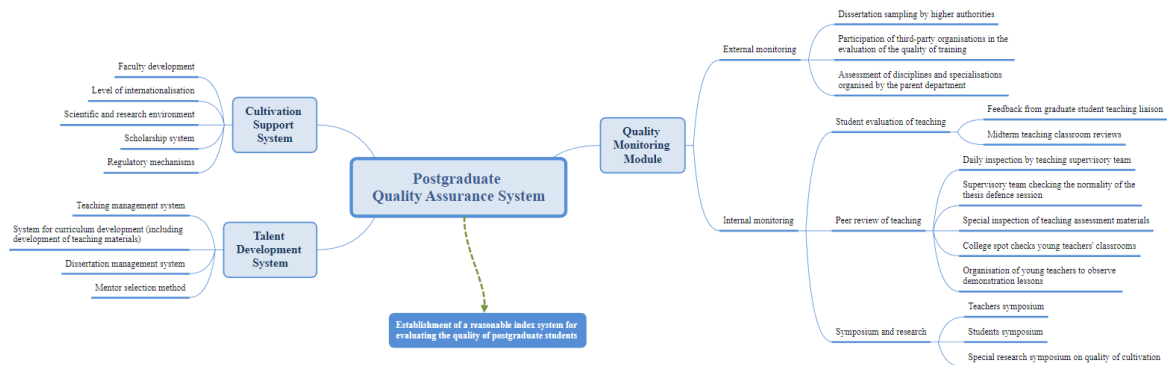 Postgraduate
Quality Assurance System
Cultivation
Support
System
Faculty development
Level of internationalisation
Scientific and research environment
Scholarship system
Regulatory mechanisms
Talent
Development
System
Teaching management system
System for curriculum development (including
development of teaching materials)
Dissertation management system
Mentor selection method
Establishment of a reasonable index system for
evaluating the quality of postgraduate students
Quality
Monitoring
Module
External monitoring
Dissertation sampling by higher authorities
Participation of third-party organisations in the
evaluation of the quality of training
Assessment of disciplines and specialisations
organised by the parent department
Internal monitoring
Student evaluation of teaching
Feedback from graduate student teaching liaison
Midterm teaching classroom reviews
Peer review of teaching
Daily inspection by teaching supervisory team
Supervisory team checking the normality of the
thesis defence session
Special inspection of teaching assessment materials
College spot checks young teachers' classrooms
Organisation of young teachers to observe
demonstration lessons
Symposium and research
Teachers symposium
Students symposium
Special research symposium on quality of cultivation